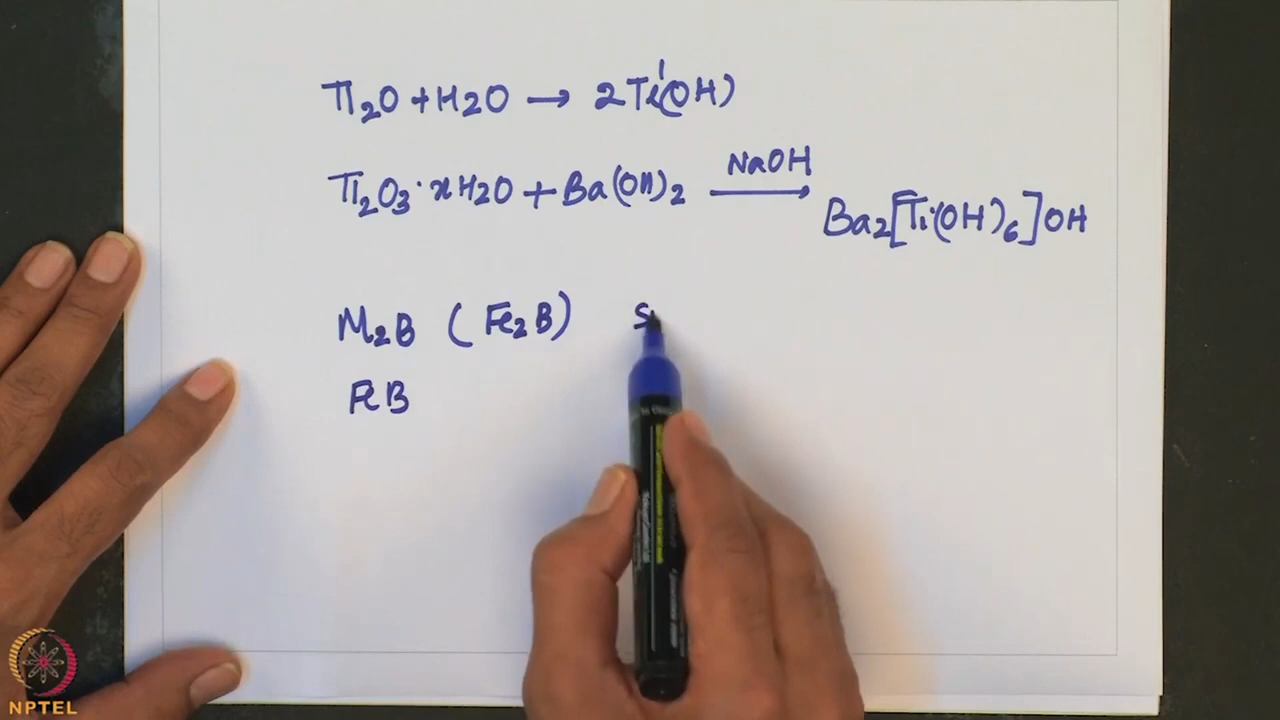 Tl2O + H2O → 2Tl(OH)
Tl2O3·xH2O + Ba(OH)2 NaOH → Ba2[Tl(OH)6]OH
M2B (Fe2B) S
FeB
NPTEL